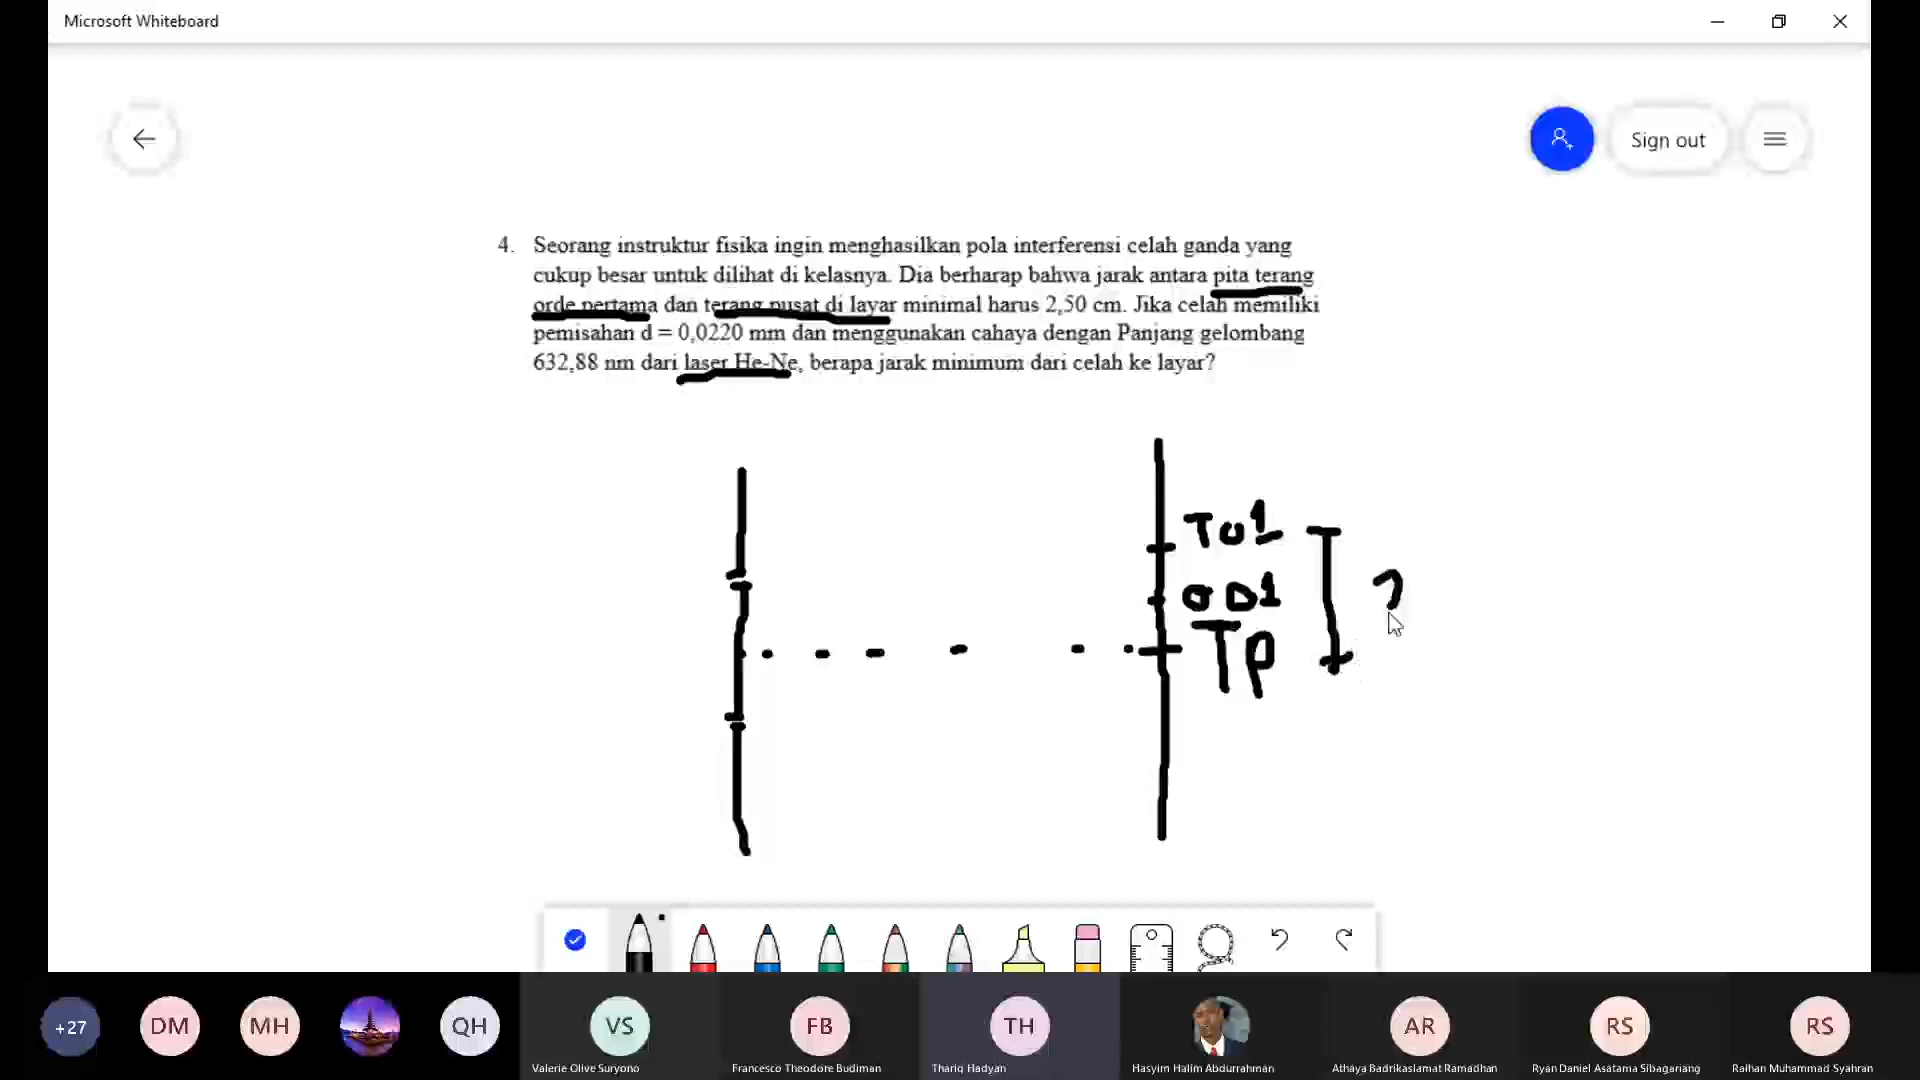 Microsoft Whiteboard
Sign out
4. Seorang instruktur fisika ingin menghasilkan pola interferensi celah ganda yang
cukup besar untuk dilihat di kelasnya. Dia berharap bahwa jarak antara pita terang
orde pertama dan terang pusat di layar minimal harus 2,50 cm. Jika celah memiliki
pemisahan d = 0,0220 mm dan menggunakan cahaya dengan Panjang gelombang
632,88 nm dari laser He-Ne, berapa jarak minimum dari celah ke layar?
TO1
OD1
TP
?
+27
DM
MH
QH
VS
FB
TH
AR
RS
RS
Valerie Olive Suryono
Francesco Theodore Budiman
Thariq Hadyan
Hasyim Halim Abdurrahman
Athaya Badrikaslamat Ramadhan
Ryan Daniel Asatama Sibagariang
Raihan Muhammad Syahran